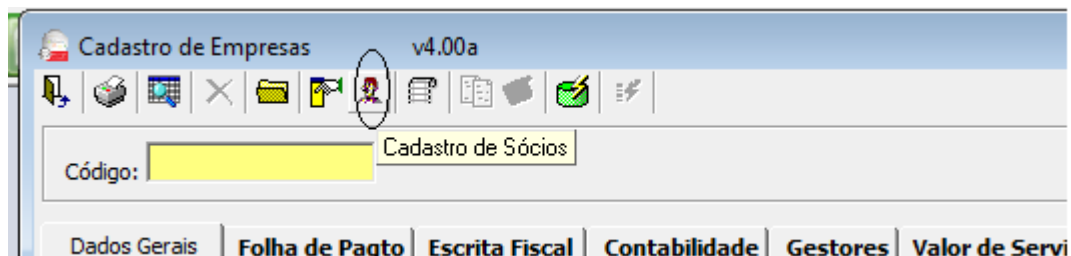 Cadastro de Empresas v4.00a
Cadastro de Sócios
Código:
Dados Gerais Folha de Pagto Escrita Fiscal Contabilidade Gestores Valor de Servi